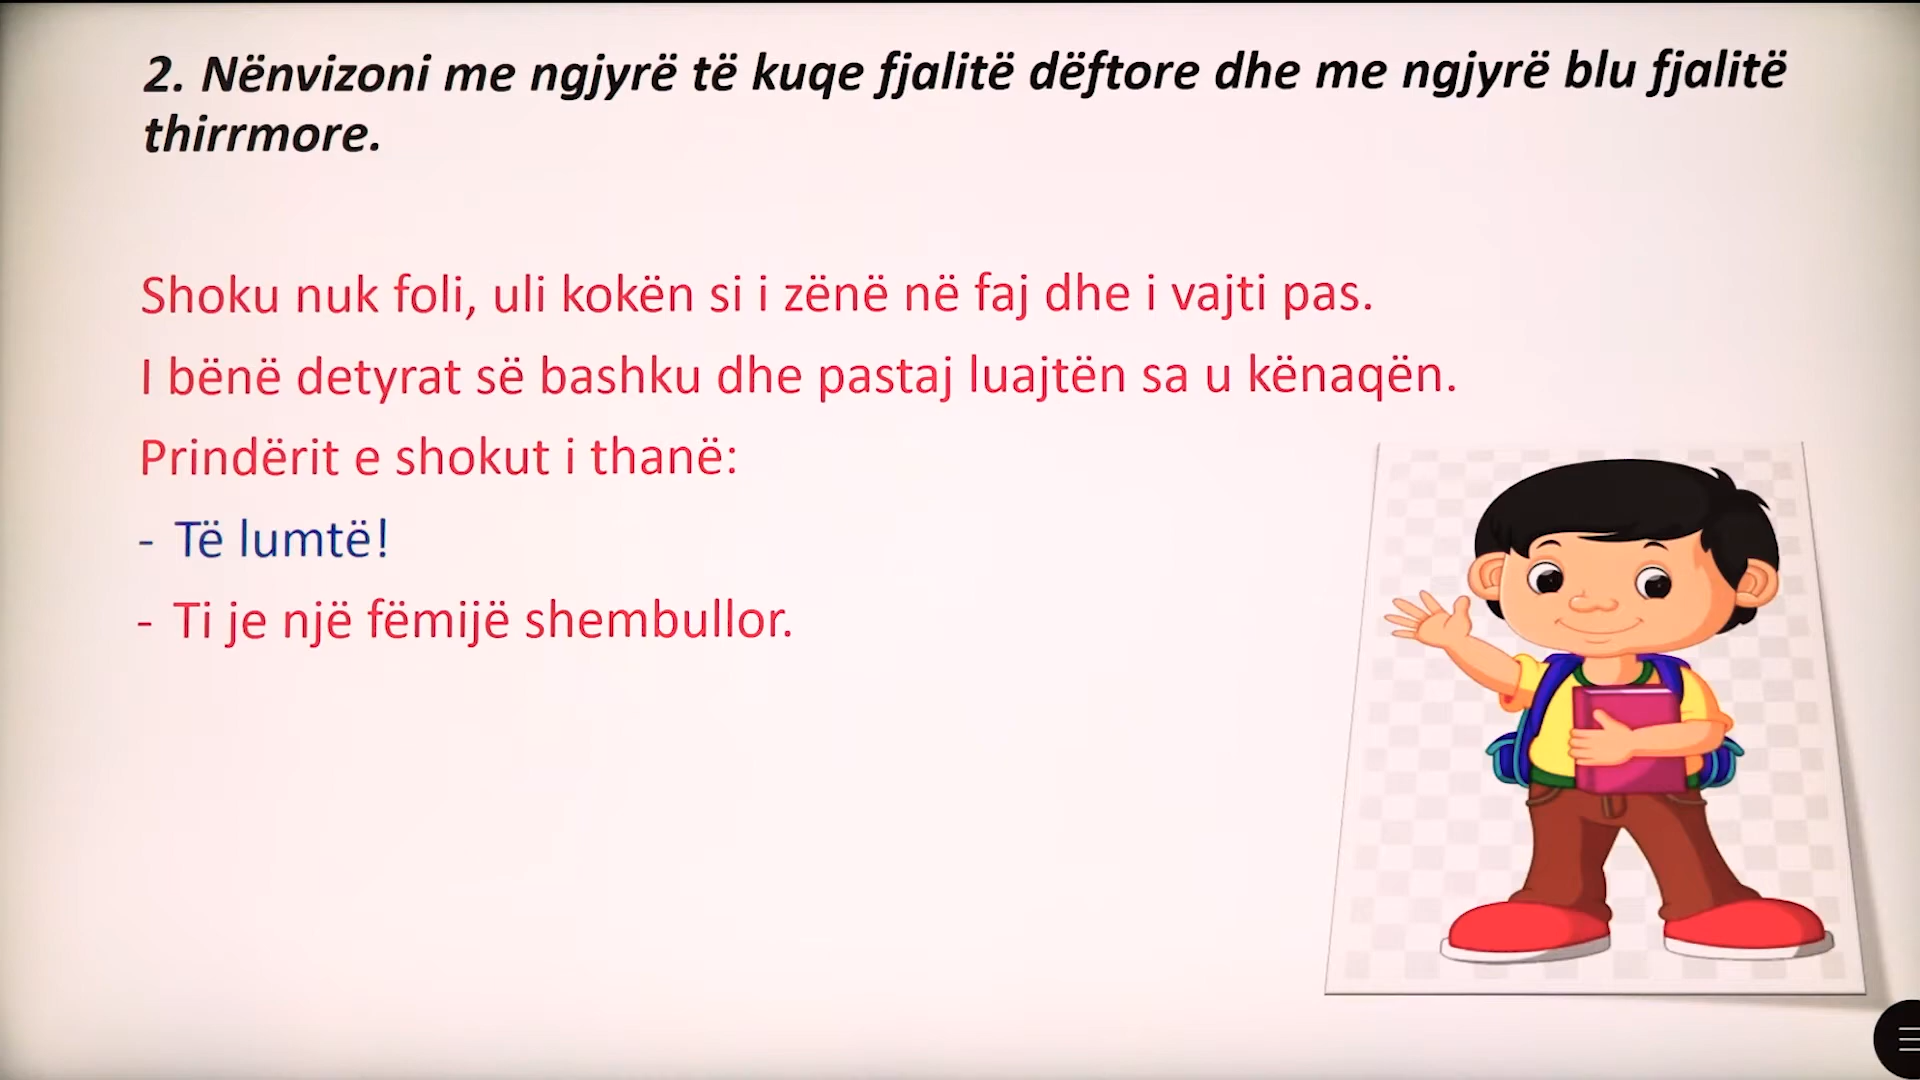 2. Nënvizoni me ngjyrë të kuqe fjalitë dëftore dhe me ngjyrë blu fjalitë
thirrmore.
Shoku nuk foli, uli kokën si i zënë në faj dhe i vajti pas.
I bënë detyrat së bashku dhe pastaj luajtën sa u kënaqën.
Prindërit e shokut i thanë:
- Të lumtë!
- Ti je një fëmijë shembullor.